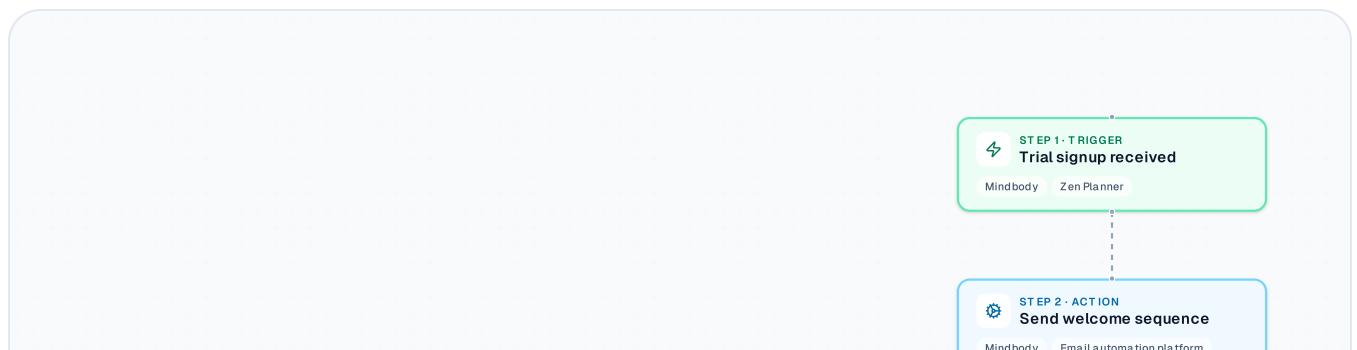 STEP 1 · TRIGGER
Trial signup received
Mindbody Zen Planner
STEP 2 · ACTION
Send welcome sequence
Mindbody Email automation platform